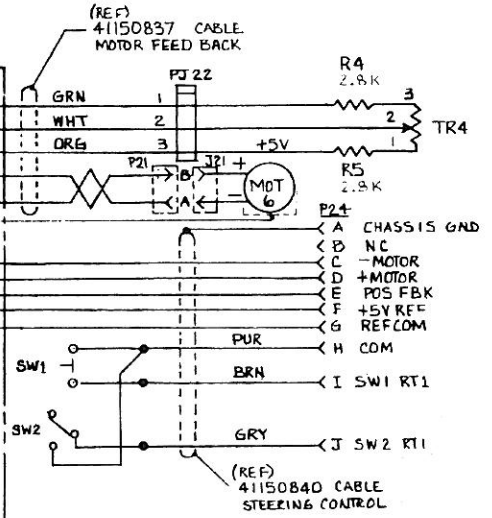 (REF)
41150837 CABLE
MOTOR FEED BACK
PJ 22
R4
2.8K
GRN 1
3
WHT 2
2
TR4
ORG 3
+5V
1
P21
J21
R5
2.8K
B
+
MOT
6
A
−
P24
A CHASSIS GND
B NC
C -MOTOR
D +MOTOR
E POS FBK
F +5V REF
G REF COM
PUR
H COM
SW1
BRN
I SW1 RT1
SW2
GRY
J SW2 RT1
(REF)
41150840 CABLE
STEERING CONTROL